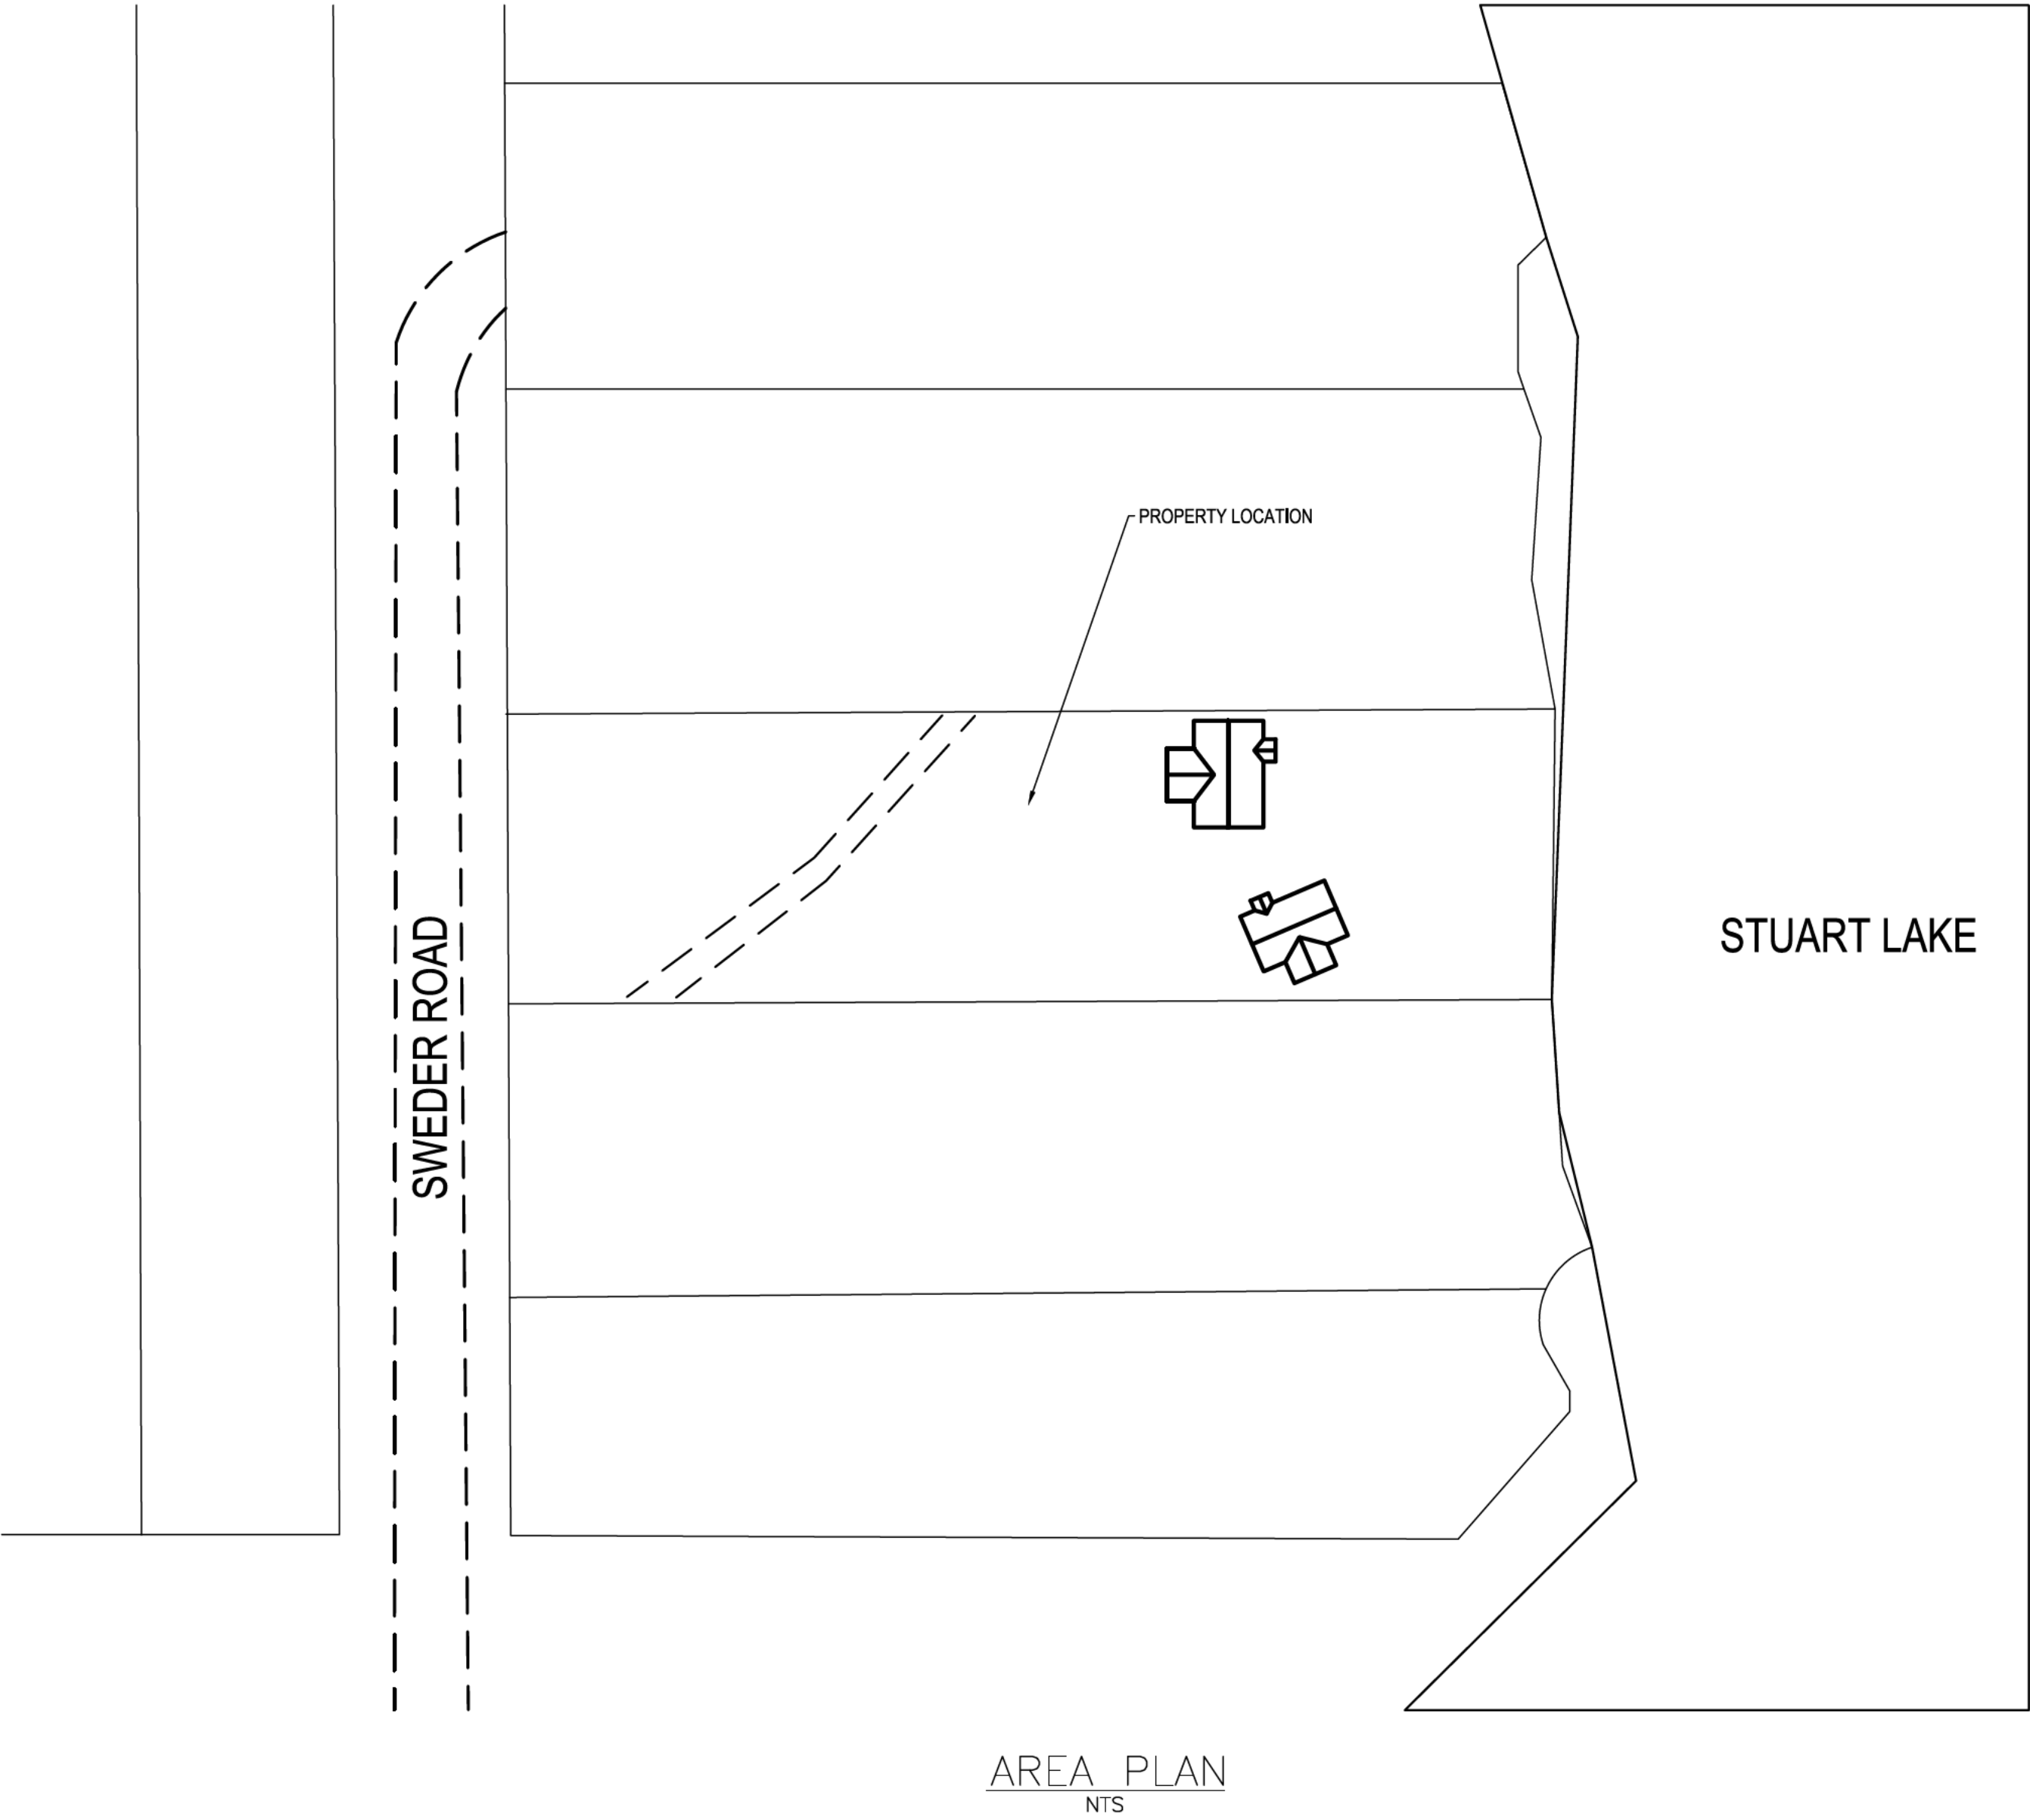 PROPERTY LOCATION
SWEDER ROAD
STUART LAKE
AREA PLAN
NTS